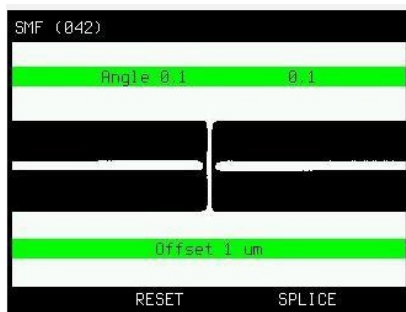 SMF (042)
Angle 0.1 0.1
Offset 1 um
RESET SPLICE